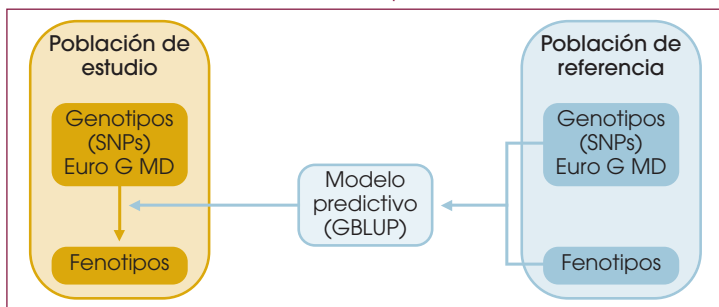 Población de
estudio
Genotipos
(SNPs)
Euro G MD
Fenotipos
Modelo
predictivo
(GBLUP)
Población de
referencia
Genotipos
(SNPs)
Euro G MD
Fenotipos